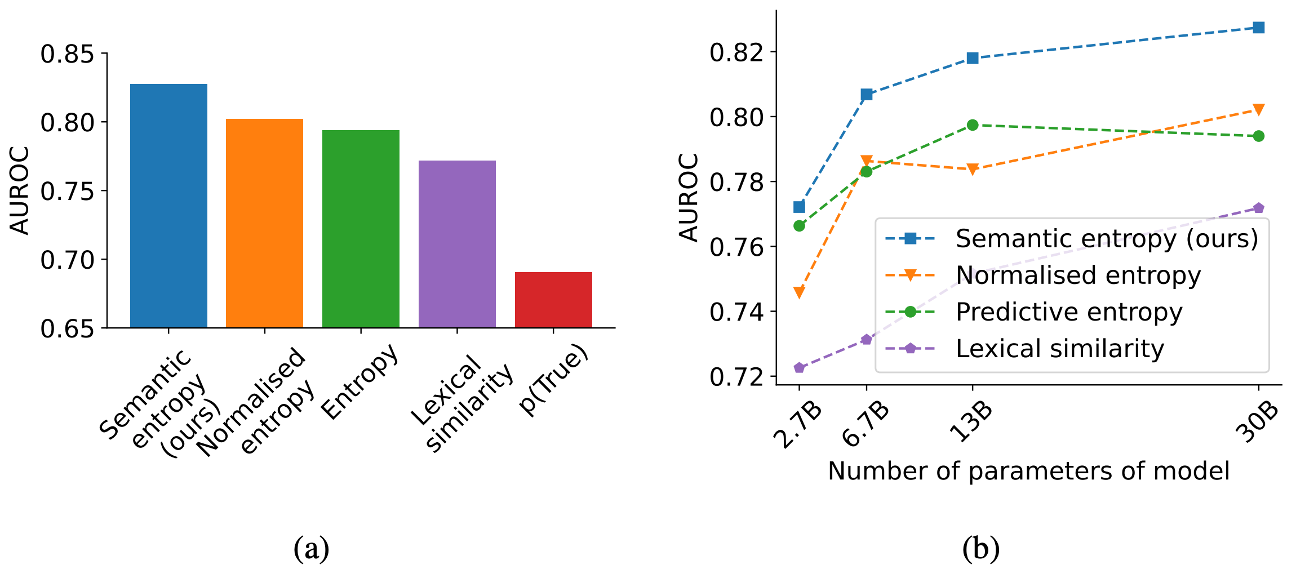 0.85
0.80
0.75
0.70
0.65
AUROC
Semantic
entropy
(ours)
Normalised
entropy
Entropy
Lexical
similarity
p(True)
(a)
0.82
0.80
0.78
0.76
0.74
0.72
AUROC
Semantic entropy (ours)
Normalised entropy
Predictive entropy
Lexical similarity
2.7B
6.7B
13B
30B
Number of parameters of model
(b)